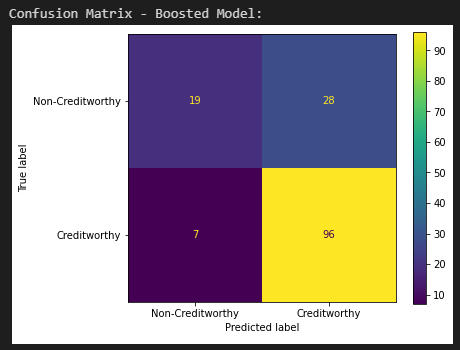 Confusion Matrix - Boosted Model:
True label
Non-Creditworthy
19 28
Creditworthy
7 96
Non-Creditworthy Creditworthy
Predicted label
90
80
70
60
50
40
30
20
10